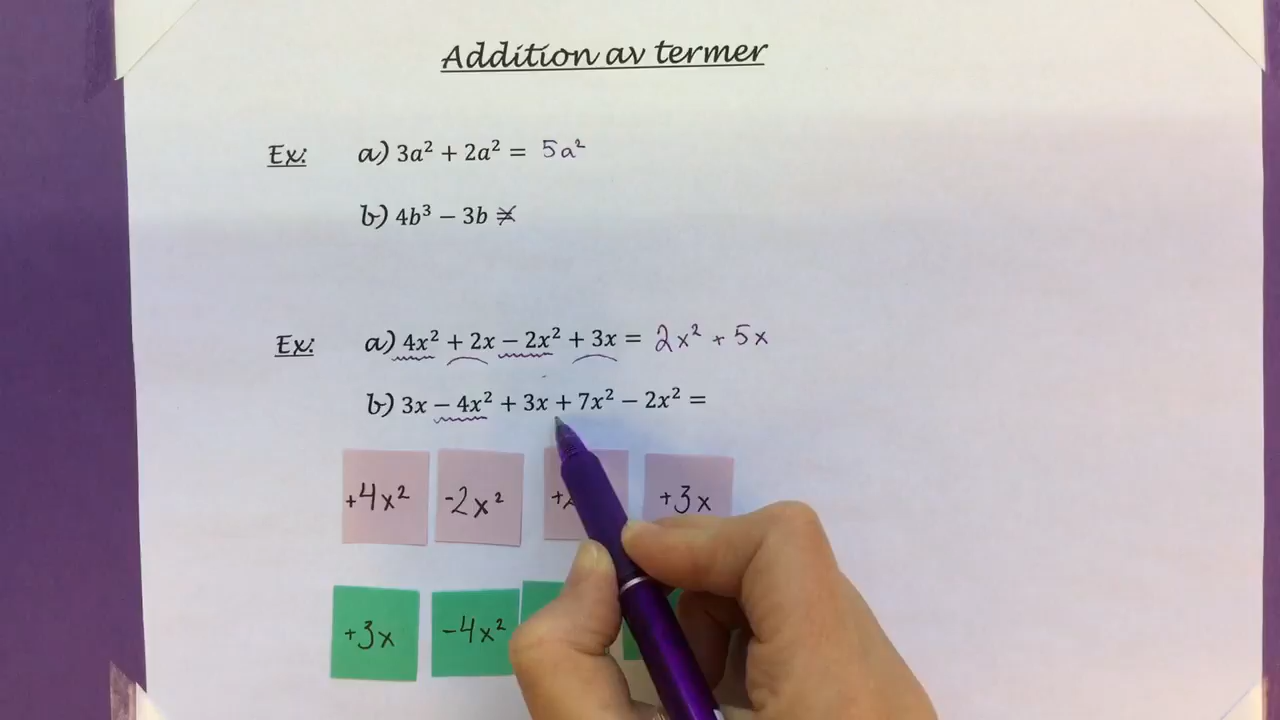 Addition av termer
Ex: a) 3a² + 2a² = 5a²
b) 4b³ − 3b ≠
Ex: a) 4x² + 2x − 2x² + 3x = 2x² + 5x
b) 3x − 4x² + 3x + 7x² − 2x² =
+4x² -2x² +3x
+3x -4x²